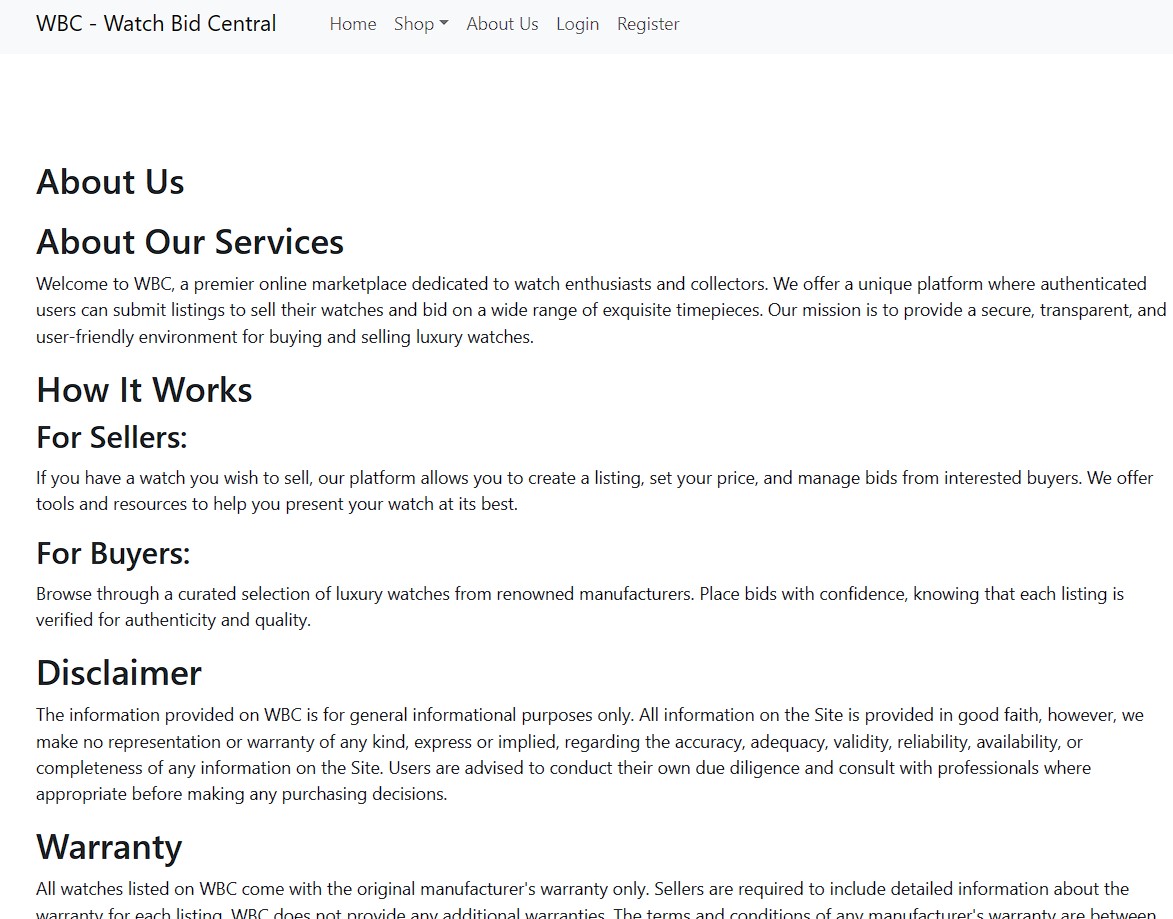 WBC - Watch Bid Central Home Shop About Us Login Register
About Us
About Our Services
Welcome to WBC, a premier online marketplace dedicated to watch enthusiasts and collectors. We offer a unique platform where authenticated
users can submit listings to sell their watches and bid on a wide range of exquisite timepieces. Our mission is to provide a secure, transparent, and
user-friendly environment for buying and selling luxury watches.
How It Works
For Sellers:
If you have a watch you wish to sell, our platform allows you to create a listing, set your price, and manage bids from interested buyers. We offer
tools and resources to help you present your watch at its best.
For Buyers:
Browse through a curated selection of luxury watches from renowned manufacturers. Place bids with confidence, knowing that each listing is
verified for authenticity and quality.
Disclaimer
The information provided on WBC is for general informational purposes only. All information on the Site is provided in good faith, however, we
make no representation or warranty of any kind, express or implied, regarding the accuracy, adequacy, validity, reliability, availability, or
completeness of any information on the Site. Users are advised to conduct their own due diligence and consult with professionals where
appropriate before making any purchasing decisions.
Warranty
All watches listed on WBC come with the original manufacturer's warranty only. Sellers are required to include detailed information about the
warranty for each listing. WBC does not provide any additional warranties. The terms and conditions of any manufacturer's warranty are between